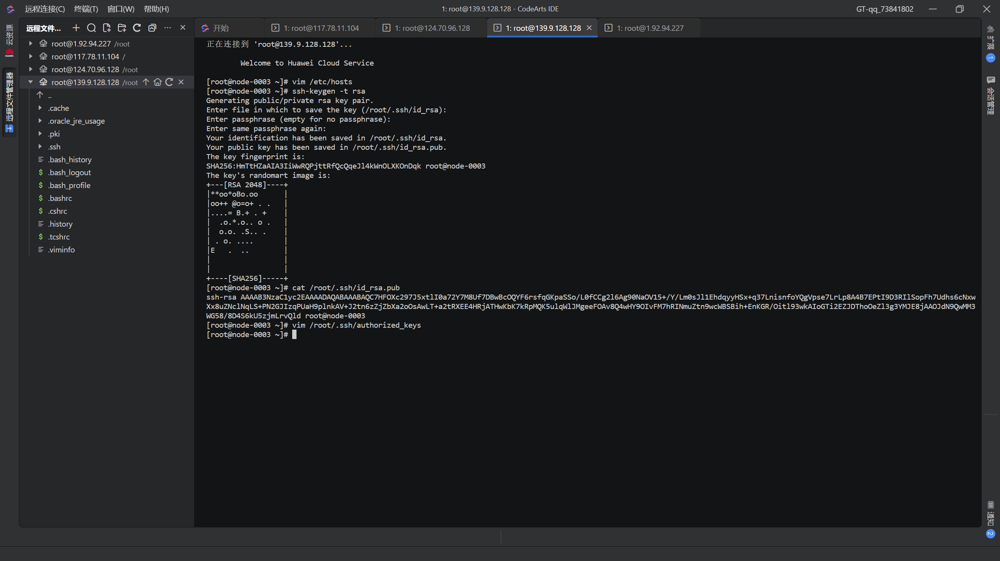 远程连接(C) 终端(T) 窗口(W) 帮助(H)
1: root@139.9.128.128 - CodeArts IDE
GT-qq_73841802
云资源
HUAWEI
远程文件管理器
远程文件...
root@1.92.94.227 /root
root@117.78.11.104 /
root@124.70.96.128 /root
root@139.9.128.128 /root
..
.cache
.oracle_jre_usage
.pki
.ssh
.bash_history
$ .bash_logout
$ .bash_profile
$ .bashrc
$ .cshrc
.history
$ .tcshrc
.viminfo
开始
1: root@117.78.11.104
1: root@124.70.96.128
1: root@139.9.128.128
1: root@1.92.94.227
正在连接到 'root@139.9.128.128'...
Welcome to Huawei Cloud Service
[root@node-0003 ~]# vim /etc/hosts
[root@node-0003 ~]# ssh-keygen -t rsa
Generating public/private rsa key pair.
Enter file in which to save the key (/root/.ssh/id_rsa):
Enter passphrase (empty for no passphrase):
Enter same passphrase again:
Your identification has been saved in /root/.ssh/id_rsa.
Your public key has been saved in /root/.ssh/id_rsa.pub.
The key fingerprint is:
SHA256:HmTtHZaAIA3IiWwRQPjttRfQcQqeJl4kWnOLXKOnDqk root@node-0003
The key's randomart image is:
+---[RSA 2048]----+
|**oo*oBo.oo      |
|oo++ @o=o+ . .   |
|....= B.+ . +    |
|  .o.*.o.. o .   |
|  o.o. .S.. .    |
| . o. ....       |
|E   .  ..        |
|                 |
|                 |
+----[SHA256]-----+
[root@node-0003 ~]# cat /root/.ssh/id_rsa.pub
ssh-rsa AAAAB3NzaC1yc2EAAAADAQABAAABAQC7HFOXc297J5xtlI0a72Y7M8Uf7DBwBcOQYF6rsfqGKpaSSo/L0fCCg2l6Ag90NaOV15+/Y/Lm0sJl1EhdqyyHSx+q37LnisnfoYQgVpse7LrLp8A4B7EPtI9D3RIlSopFh7Udhs6cNxw
Xx8uZNclNqLS+PN2GJIzqPUaH9plnkAV+J2tn6zZjZbXa2oOsAwLT+a2tRXEE4HRjATHwKbK7kRpMQK5ulqWlJMgeeFOAv8Q4wHY9OIvFM7hRINmuZtn9wcWBSBih+EnKGR/Oitl93wkAIoGTi2EZJDThoOeZl3g3YMJE8jAAOJdN9QwMM3
WG58/8D4S6kU5zjmLrvQld root@node-0003
[root@node-0003 ~]# vim /root/.ssh/authorized_keys
[root@node-0003 ~]#
扩展
1
会话管理
通知
2